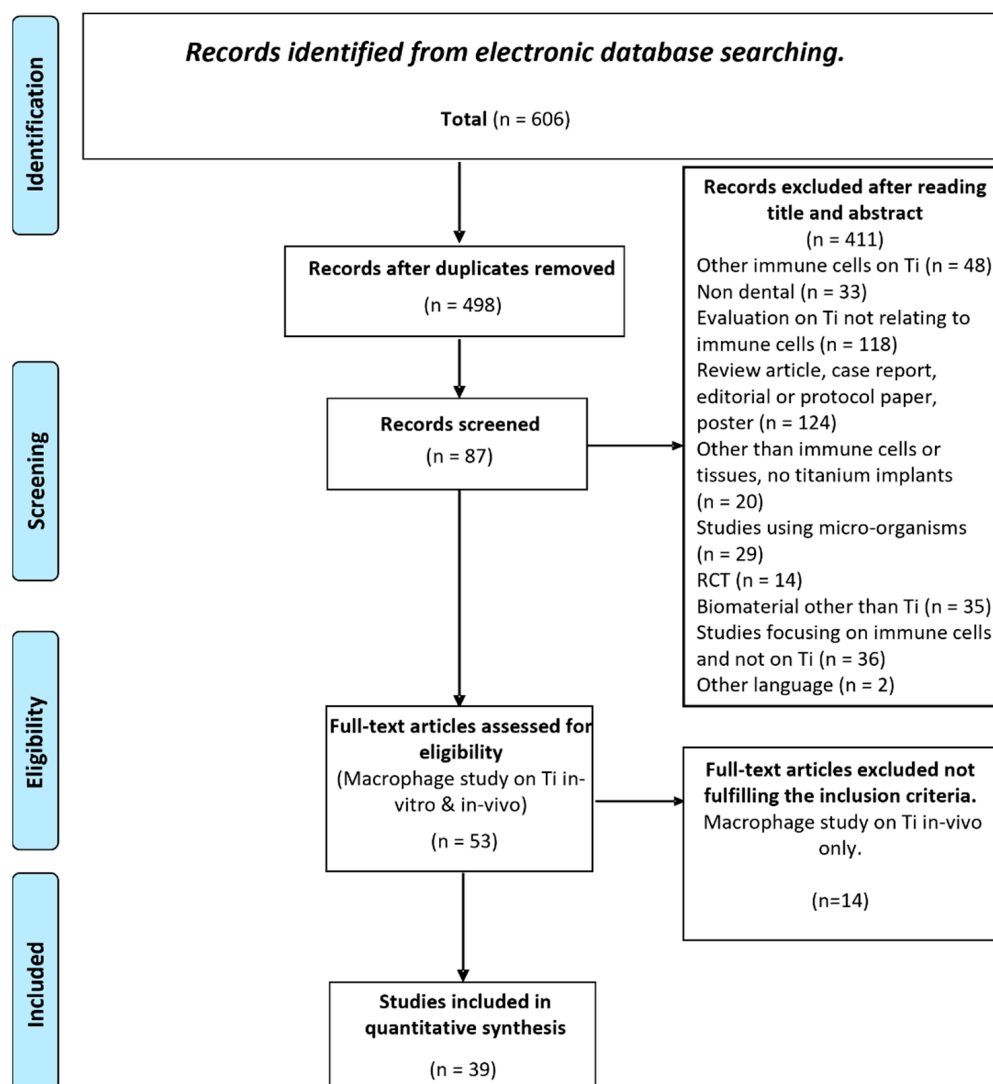 Identification
Records identified from electronic database searching.
Total (n = 606)
Records after duplicates removed
(n = 498)
Records excluded after reading
title and abstract
(n = 411)
Other immune cells on Ti (n = 48)
Non dental (n = 33)
Evaluation on Ti not relating to
immune cells (n = 118)
Review article, case report,
editorial or protocol paper,
poster (n = 124)
Other than immune cells or
tissues, no titanium implants
(n = 20)
Studies using micro-organisms
(n = 29)
RCT (n = 14)
Biomaterial other than Ti (n = 35)
Studies focusing on immune cells
and not on Ti (n = 36)
Other language (n = 2)
Screening
Records screened
(n = 87)
Eligibility
Full-text articles assessed for
eligibility
(Macrophage study on Ti in-
vitro & in-vivo)
(n = 53)
Full-text articles excluded not
fulfilling the inclusion criteria.
Macrophage study on Ti in-vivo
only.
(n=14)
Included
Studies included in
quantitative synthesis
(n = 39)